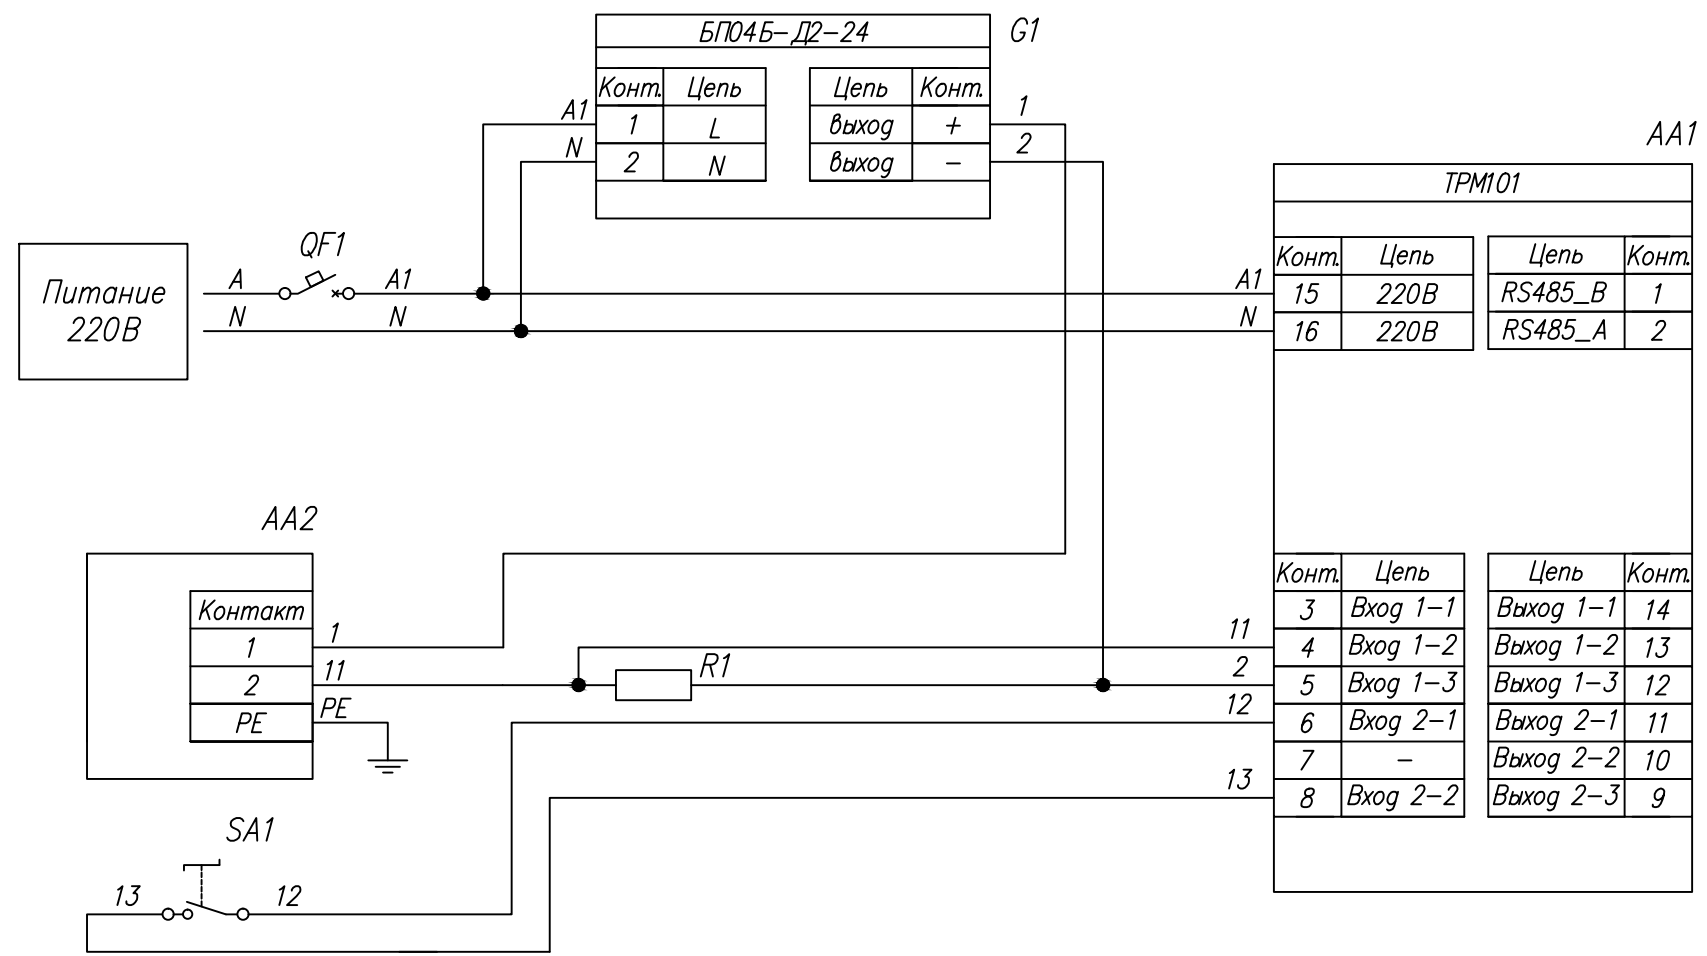 БП04Б-Д2-24
G1
Конт. Цепь Цепь Конт.
A1 1 L выход + 1
N 2 N выход - 2
AA1
ТРМ101
QF1
Конт. Цепь Цепь Конт.
Питание
220В
A A1 A1 15 220В RS485_B 1
N N N 16 220В RS485_A 2
AA2
Конт. Цепь Цепь Конт.
Контакт
3 Вход 1-1 Выход 1-1 14
1 1 11 4 Вход 1-2 Выход 1-2 13
2 11 R1 2 5 Вход 1-3 Выход 1-3 12
PE PE 12 6 Вход 2-1 Выход 2-1 11
7 - Выход 2-2 10
13 8 Вход 2-2 Выход 2-3 9
SA1
13 12